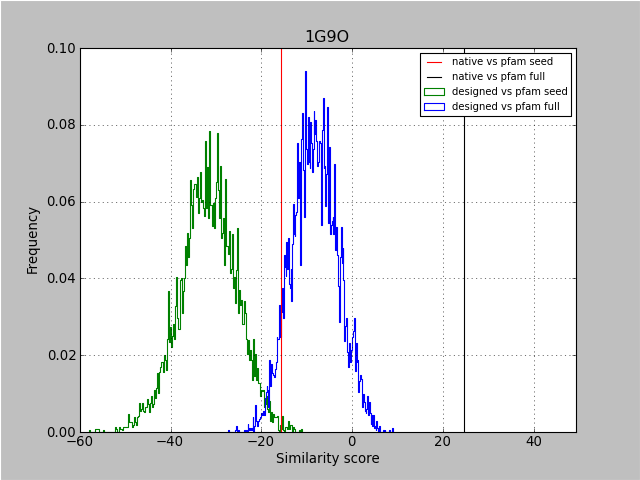 1G9O
native vs pfam seed
native vs pfam full
designed vs pfam seed
designed vs pfam full
Frequency
0.10
0.08
0.06
0.04
0.02
0.00
−60 −40 −20 0 20 40
Similarity score